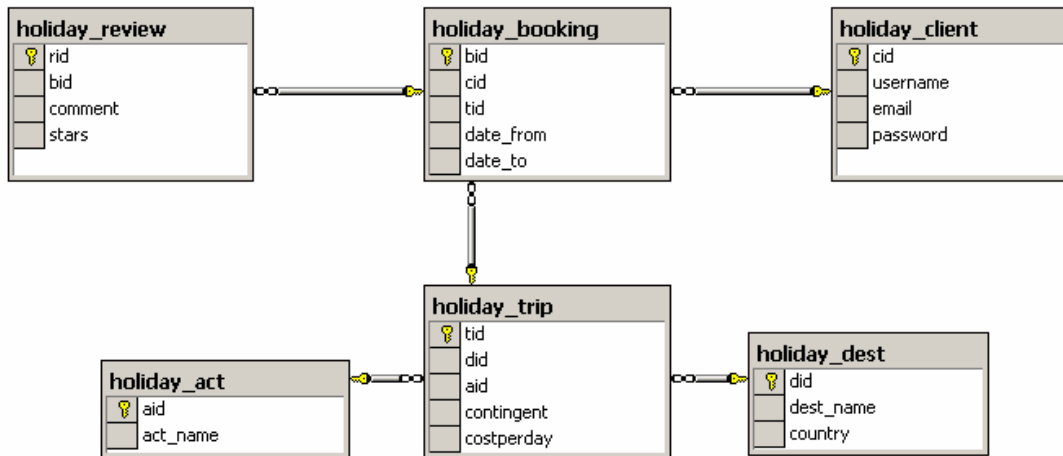 holiday_review
rid
bid
comment
stars
holiday_booking
bid
cid
tid
date_from
date_to
holiday_client
cid
username
email
password
holiday_act
aid
act_name
holiday_trip
tid
did
aid
contingent
costperday
holiday_dest
did
dest_name
country